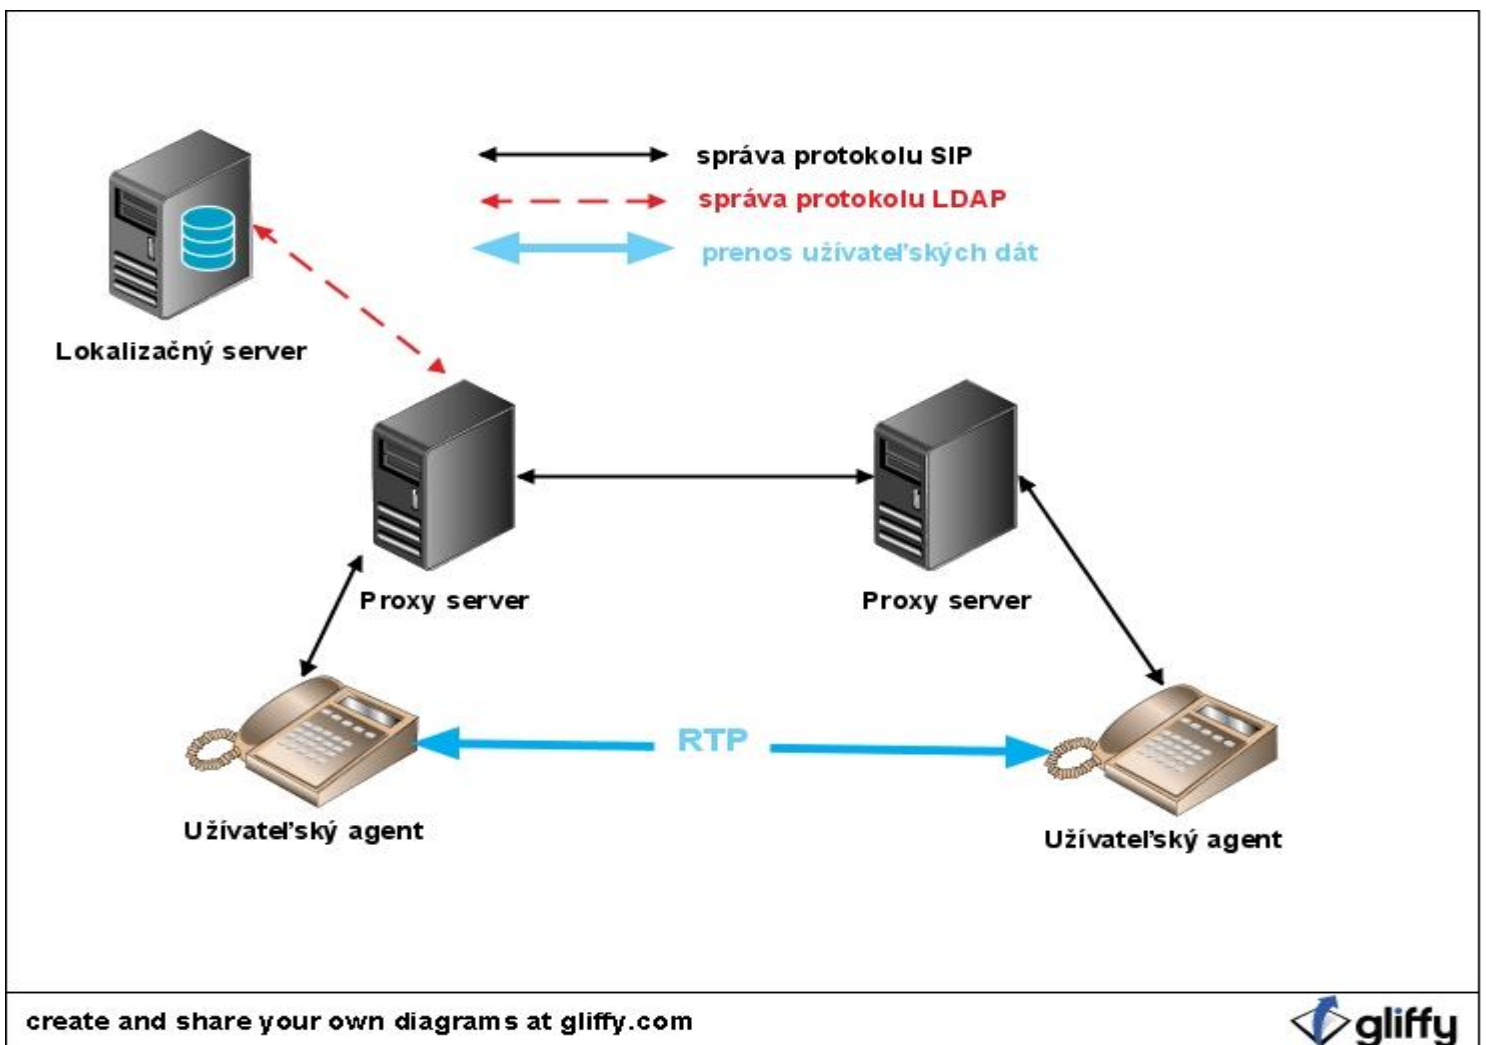 správa protokolu SIP
správa protokolu LDAP
prenos užívateľských dát
Lokalizačný server
Proxy server
Proxy server
RTP
Užívateľský agent
Užívateľský agent
create and share your own diagrams at gliffy.com
gliffy